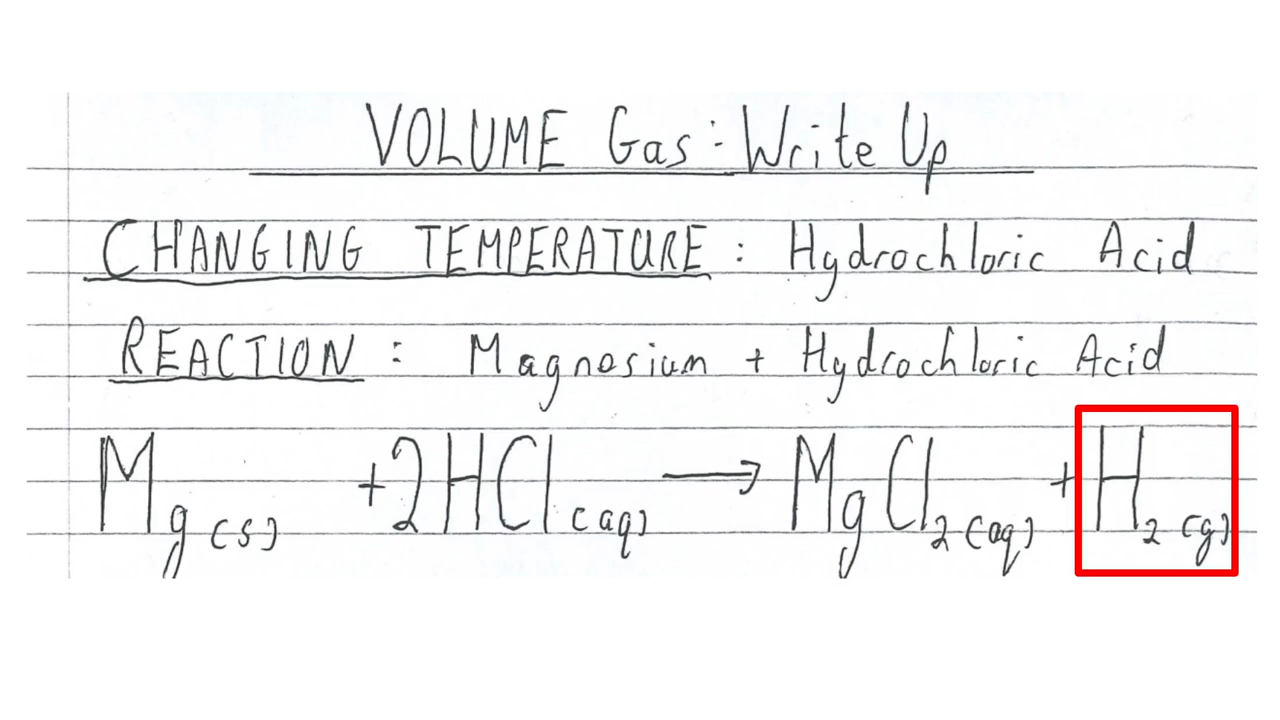 VOLUME Gas: Write Up
CHANGING TEMPERATURE: Hydrochloric Acid
REACTION: Magnesium + Hydrochloric Acid
Mg(s) + 2HCl(aq) → MgCl2(aq) + H2(g)